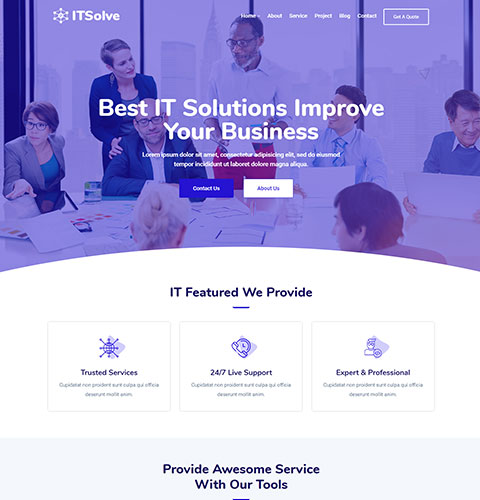 ITSolve
Home
About
Service
Project
Blog
Contact
Get A Quote
Best IT Solutions Improve
Your Business
Lorem ipsum dolor sit amet, consectetur adipisicing elit, sed do eiusmod
tempor incididunt ut laboret dolore magna aliqua.
Contact Us
About Us
IT Featured We Provide
Trusted Services
Cupidatat non proident sunt culpa qui officia
deserunt mollit anim.
24/7 Live Support
Cupidatat non proident sunt culpa qui officia
deserunt mollit anim.
Expert & Professional
Cupidatat non proident sunt culpa qui officia
deserunt mollit anim.
Provide Awesome Service
With Our Tools